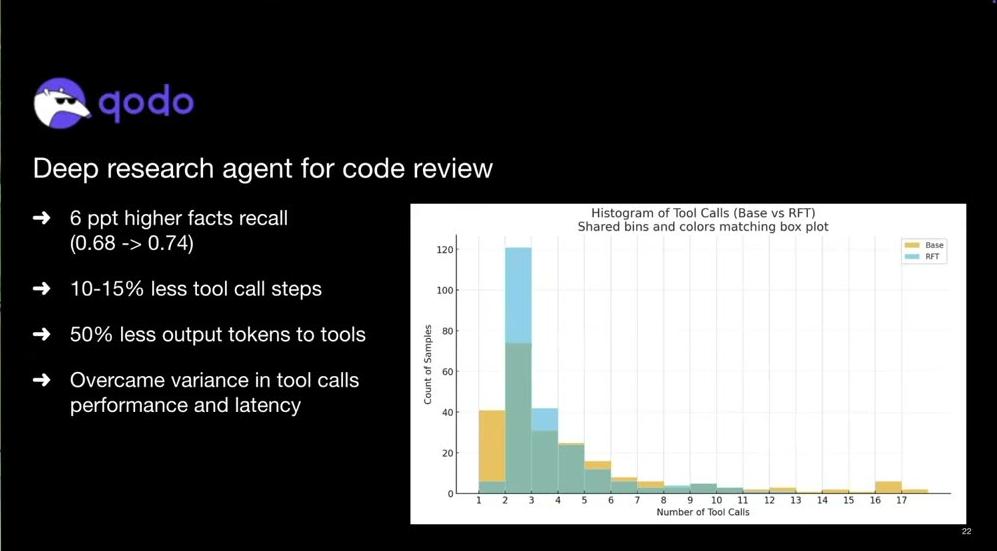 qodo
Deep research agent for code review
➜ 6 ppt higher facts recall
(0.68 -> 0.74)
➜ 10-15% less tool call steps
➜ 50% less output tokens to tools
➜ Overcame variance in tool calls
performance and latency
Histogram of Tool Calls (Base vs RFT)
Shared bins and colors matching box plot
Base
RFT
Count of Samples
120
100
80
60
40
20
0
1 2 3 4 5 6 7 8 9 10 11 12 13 14 15 16 17
Number of Tool Calls
22